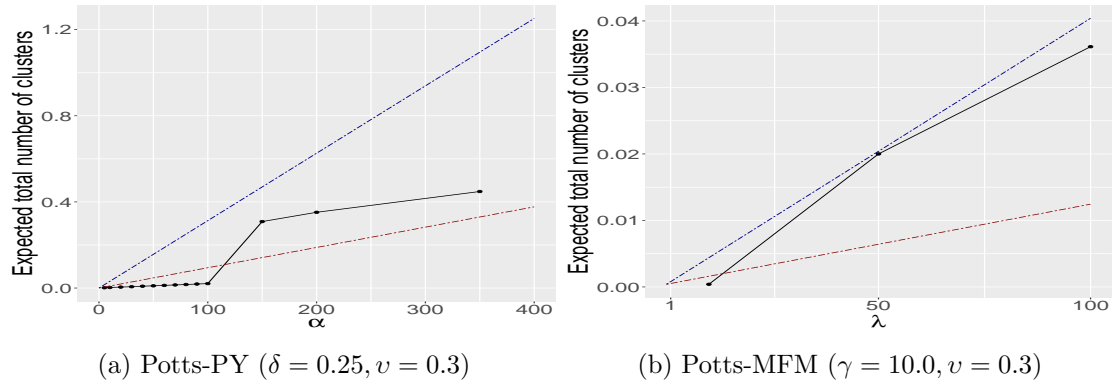 Expected total number of clusters
1.2
0.8
0.4
0.0
0 100 200 300 400
α
(a) Potts-PY (δ = 0.25, υ = 0.3)
Expected total number of clusters
0.04
0.03
0.02
0.01
0.00
1 50 100
λ
(b) Potts-MFM (γ = 10.0, υ = 0.3)